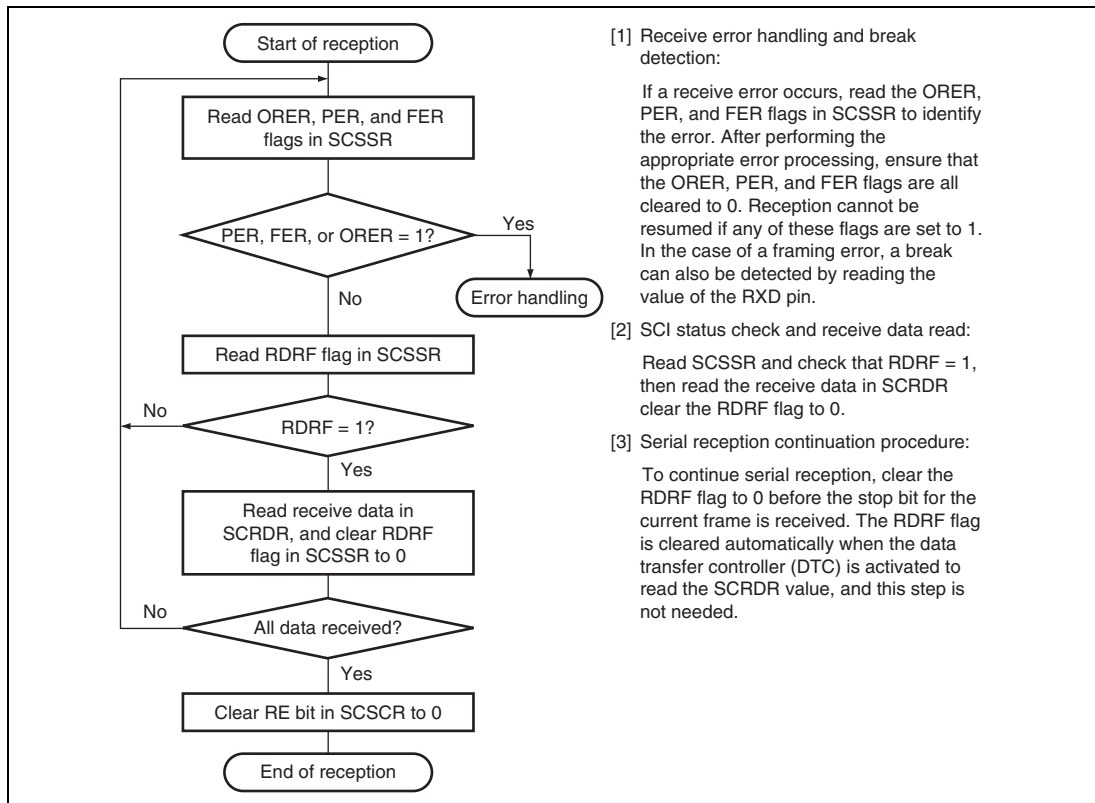 Start of reception
Read ORER, PER, and FER
flags in SCSSR
PER, FER, or ORER = 1?
Yes
Error handling
No
Read RDRF flag in SCSSR
No
RDRF = 1?
Yes
Read receive data in
SCRDR, and clear RDRF
flag in SCSSR to 0
No
All data received?
Yes
Clear RE bit in SCSCR to 0
End of reception
[1] Receive error handling and break
detection:
If a receive error occurs, read the ORER,
PER, and FER flags in SCSSR to identify
the error. After performing the
appropriate error processing, ensure that
the ORER, PER, and FER flags are all
cleared to 0. Reception cannot be
resumed if any of these flags are set to 1.
In the case of a framing error, a break
can also be detected by reading the
value of the RXD pin.
[2] SCI status check and receive data read:
Read SCSSR and check that RDRF = 1,
then read the receive data in SCRDR
clear the RDRF flag to 0.
[3] Serial reception continuation procedure:
To continue serial reception, clear the
RDRF flag to 0 before the stop bit for the
current frame is received. The RDRF flag
is cleared automatically when the data
transfer controller (DTC) is activated to
read the SCRDR value, and this step is
not needed.